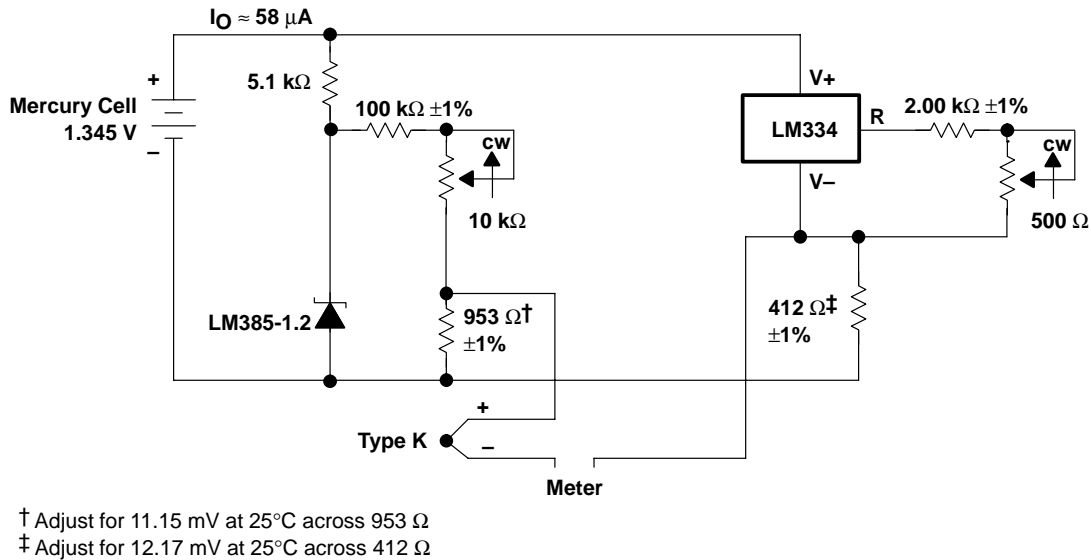 IO ≈ 58 µA
+
5.1 kΩ
V+
Mercury Cell
1.345 V
100 kΩ ±1%
2.00 kΩ ±1%
LM334
R
–
cw
cw
V–
10 kΩ
500 Ω
LM385-1.2
953 Ω†
±1%
412 Ω‡
±1%
+
Type K
–
Meter
† Adjust for 11.15 mV at 25°C across 953 Ω
‡ Adjust for 12.17 mV at 25°C across 412 Ω